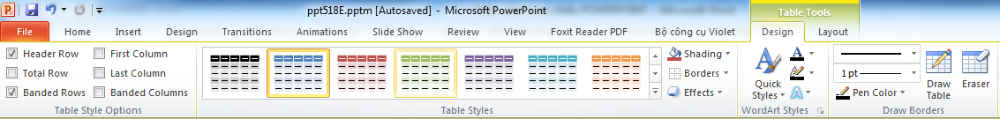 ppt518E.pptm [Autosaved] - Microsoft PowerPoint
Table Tools
File Home Insert Design Transitions Animations Slide Show Review View Foxit Reader PDF Bộ công cụ Violet Design Layout
Header Row First Column
Total Row Last Column
Banded Rows Banded Columns
Table Style Options
Table Styles
Shading
Borders
Effects
Quick
Styles
WordArt Styles
1 pt
Pen Color
Draw
Table
Eraser
Draw Borders